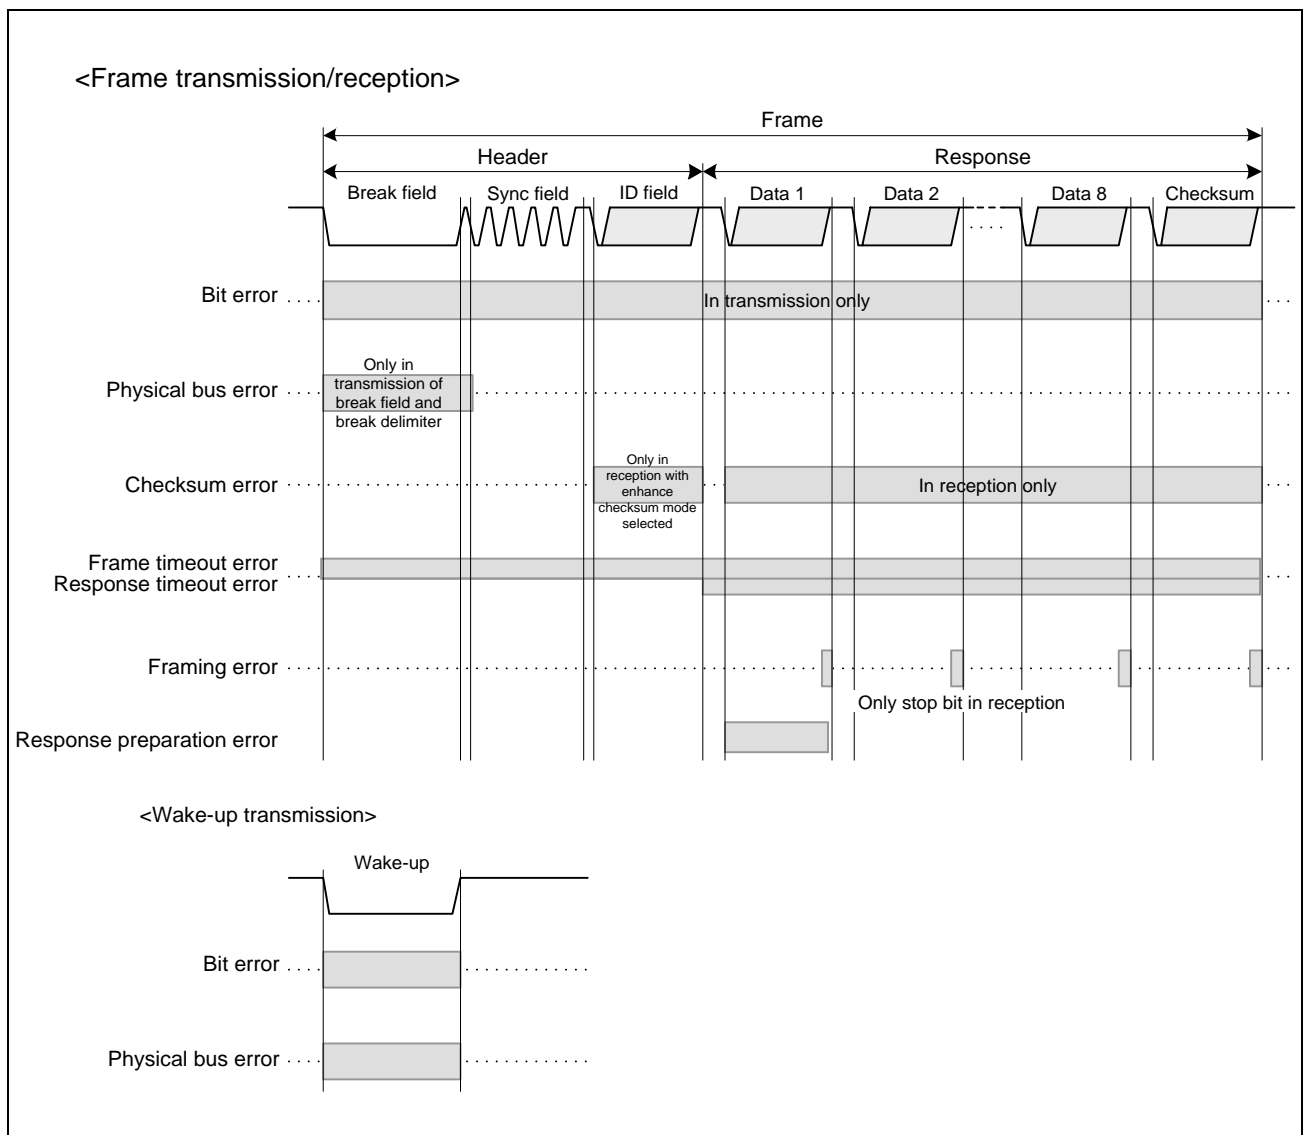 <Frame transmission/reception>
Frame
Header
Response
Break field
Sync field
ID field
Data 1
Data 2
Data 8
Checksum
Bit error
In transmission only
Physical bus error
Only in
transmission of
break field and
break delimiter
Checksum error
Only in
reception with
enhance
checksum mode
selected
In reception only
Frame timeout error
Response timeout error
Framing error
Only stop bit in reception
Response preparation error
<Wake-up transmission>
Wake-up
Bit error
Physical bus error